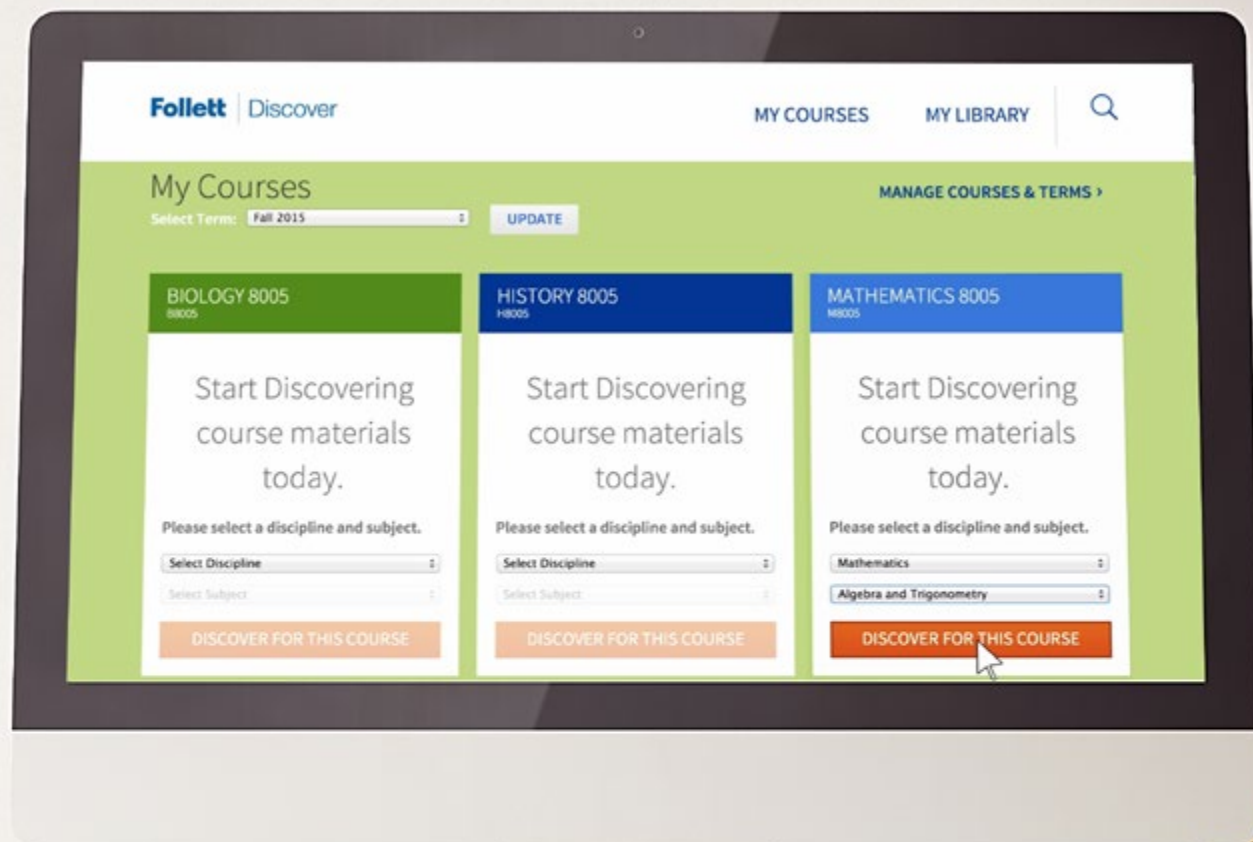 Follett | Discover
MY COURSES
MY LIBRARY
My Courses
MANAGE COURSES & TERMS ›
Select Term: Fall 2015
UPDATE
BIOLOGY 8005
B8005
Start Discovering
course materials
today.
Please select a discipline and subject.
Select Discipline
Select Subject
DISCOVER FOR THIS COURSE
HISTORY 8005
H8005
Start Discovering
course materials
today.
Please select a discipline and subject.
Select Discipline
Select Subject
DISCOVER FOR THIS COURSE
MATHEMATICS 8005
M8005
Start Discovering
course materials
today.
Please select a discipline and subject.
Mathematics
Algebra and Trigonometry
DISCOVER FOR THIS COURSE